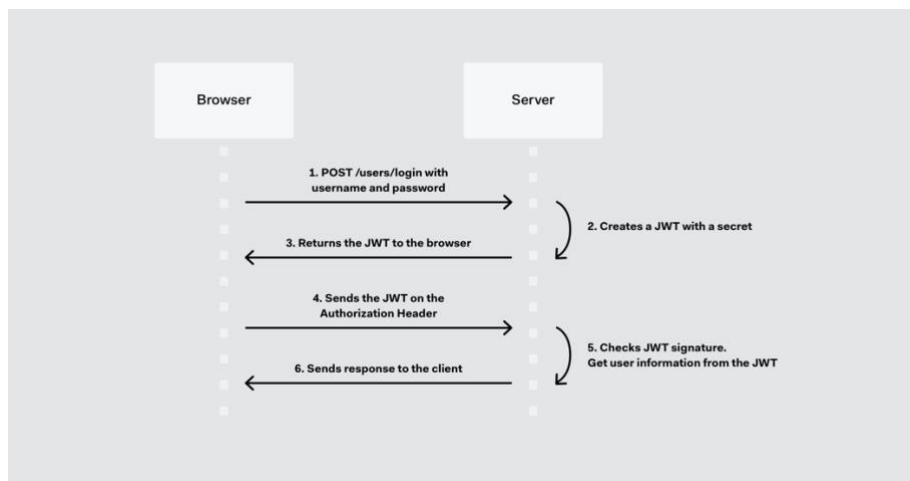 Browser
Server
1. POST /users/login with
username and password
2. Creates a JWT with a secret
3. Returns the JWT to the browser
4. Sends the JWT on the
Authorization Header
5. Checks JWT signature.
Get user information from the JWT
6. Sends response to the client